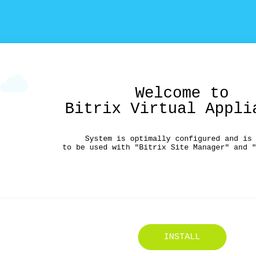 Welcome to
Bitrix Virtual
System is optimally configured and is
to be used with "Bitrix Site Manager" and "
INSTALL